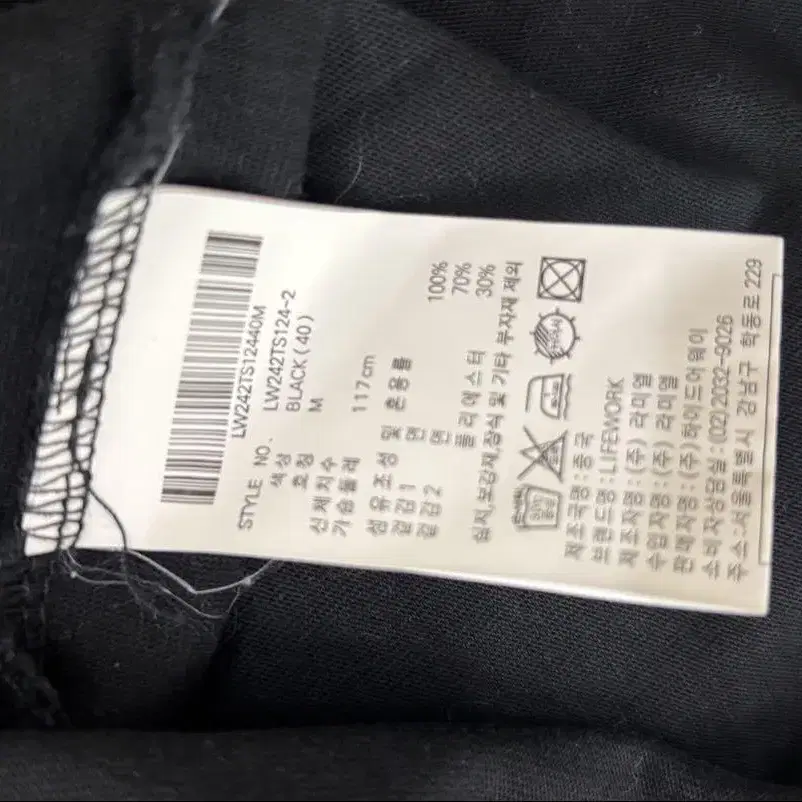 LW242TS12440M
STYLE NO. LW242TS124-2
색상 BLACK(40)
호칭 M
신체치수
가슴둘레 117cm
섬유조성 및 혼용률
겉감1 면 100%
겉감2 면 70%
폴리에스터 30%
심지,보강재,장식 및 기타 부자재 제외
제조국명:중국
브랜드명:LIFEWORK
제조자명:(주) 라미델
수입자명:(주) 라미델
판매자명:(주)하이드어웨이
소비자상담실:(02)2032-9026
주소:서울특별시 강남구 학동로 229